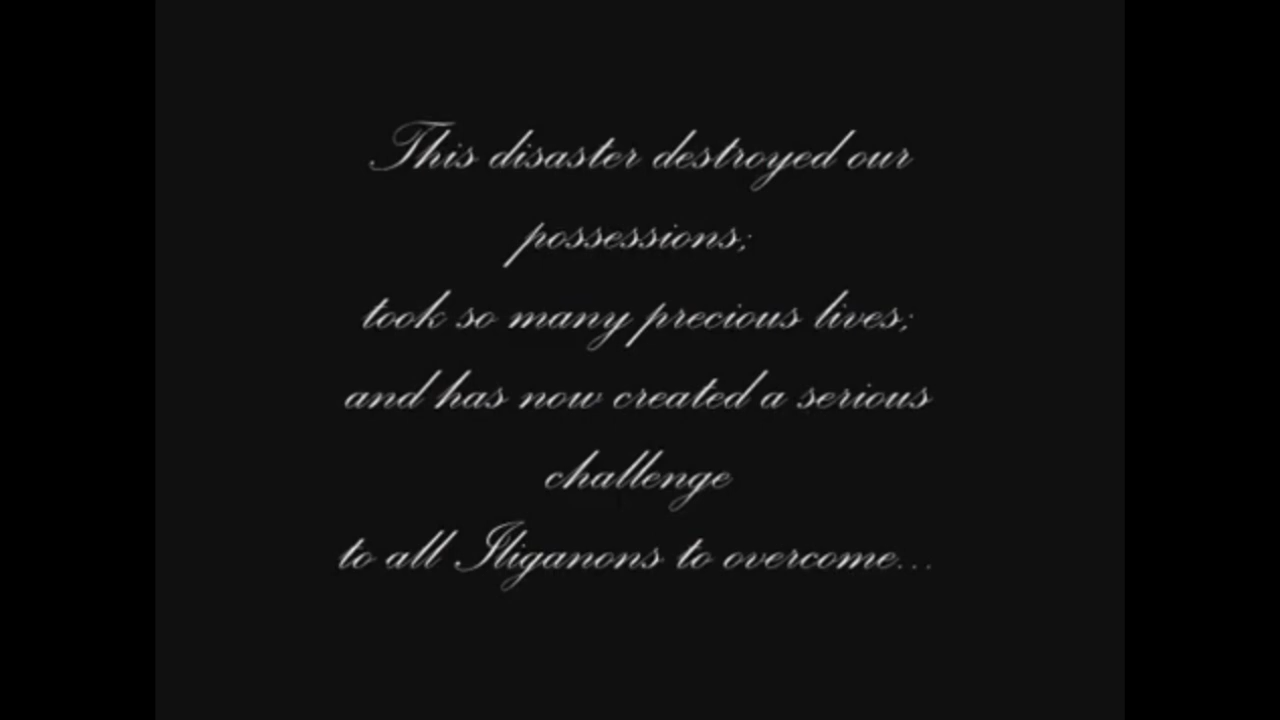 This disaster destroyed our
possessions;
took so many precious lives;
and has now created a serious
challenge
to all Iliganons to overcome...